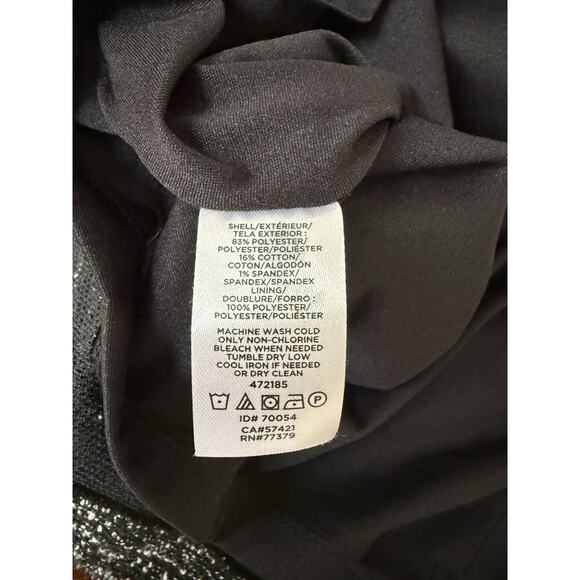 SHELL/EXTÉRIEUR/
TELA EXTERIOR :
83% POLYESTER/
POLYESTER/POLIÉSTER
16% COTTON/
COTON/ALGODÓN
1% SPANDEX/
SPANDEX/SPANDEX
LINING/
DOUBLURE/FORRO :
100% POLYESTER/
POLYESTER/POLIÉSTER
MACHINE WASH COLD
ONLY NON-CHLORINE
BLEACH WHEN NEEDED
TUMBLE DRY LOW
COOL IRON IF NEEDED
OR DRY CLEAN
472185
P
ID# 70054
CA#57421
RN#77379